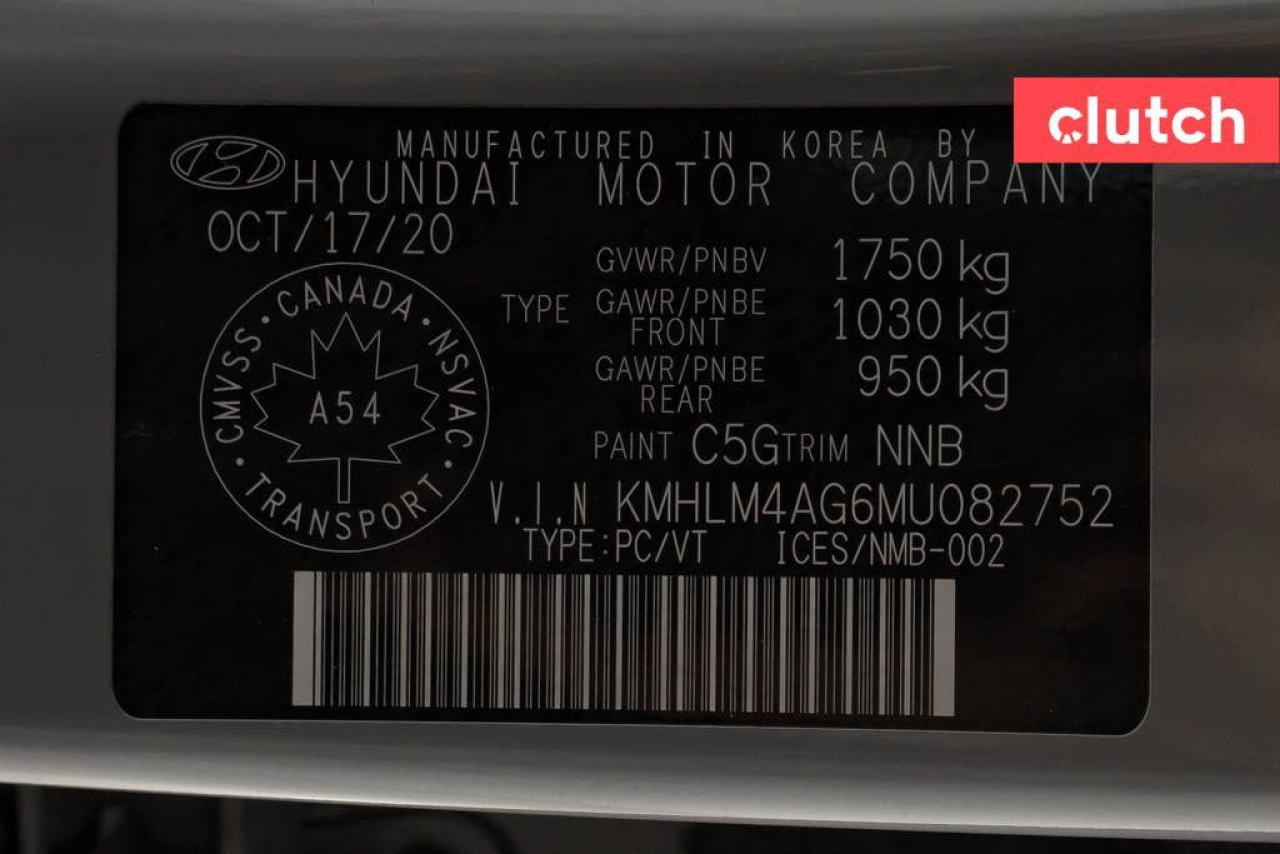 clutch
MANUFACTURED IN KOREA BY
HYUNDAI MOTOR COMPANY
OCT/17/20
GVWR/PNBV 1750 kg
TYPE GAWR/PNBE FRONT 1030 kg
GAWR/PNBE REAR 950 kg
CMVSS · CANADA · NSVAC · TRANSPORT ·
A54
PAINT C5G TRIM NNB
V.I.N KMHLM4AG6MU082752
TYPE:PC/VT ICES/NMB-002